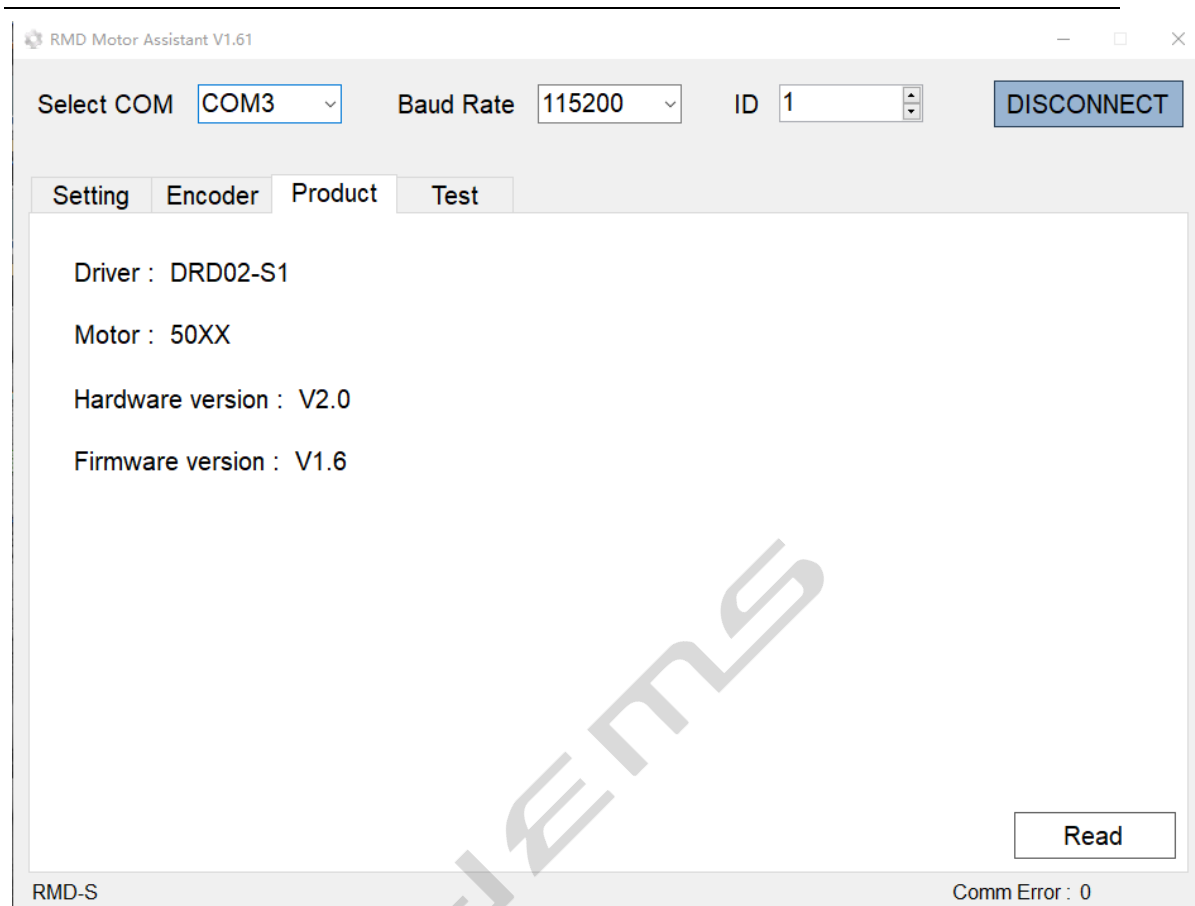 RMD Motor Assistant V1.61
Select COM COM3 Baud Rate 115200 ID 1 DISCONNECT
Setting Encoder Product Test
Driver : DRD02-S1
Motor : 50XX
Hardware version : V2.0
Firmware version : V1.6
Read
RMD-S Comm Error : 0